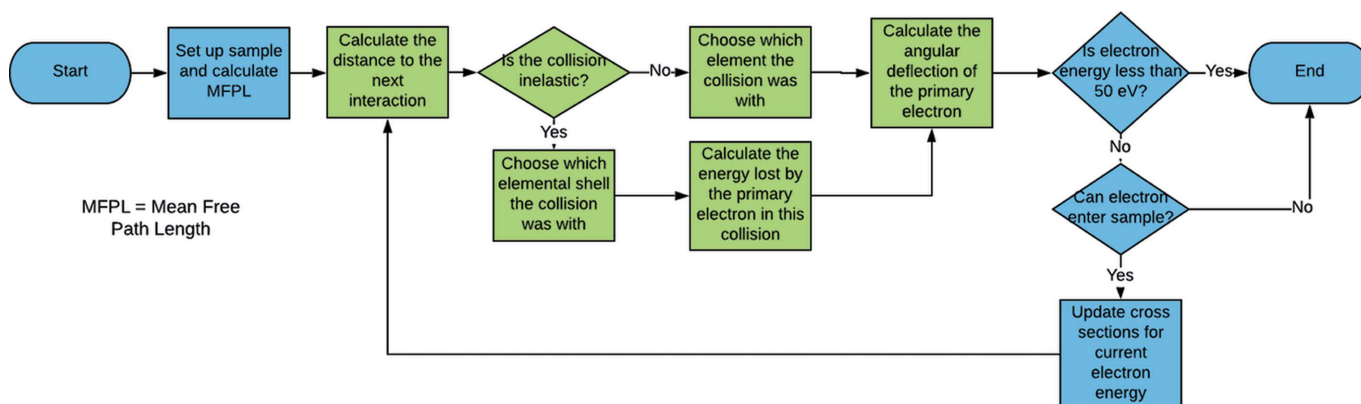 Start
Set up sample
and calculate
MFPL
Calculate the
distance to the
next
interaction
Is the collision
inelastic?
No
Choose which
element the
collision was
with
Calculate the
angular
deflection of
the primary
electron
Is electron
energy less than
50 eV?
Yes
End
Yes
Choose which
elemental shell
the collision
was with
Calculate the
energy lost by
the primary
electron in this
collision
No
Can electron
enter sample?
No
Yes
Update cross
sections for
current
electron
energy
MFPL = Mean Free
Path Length